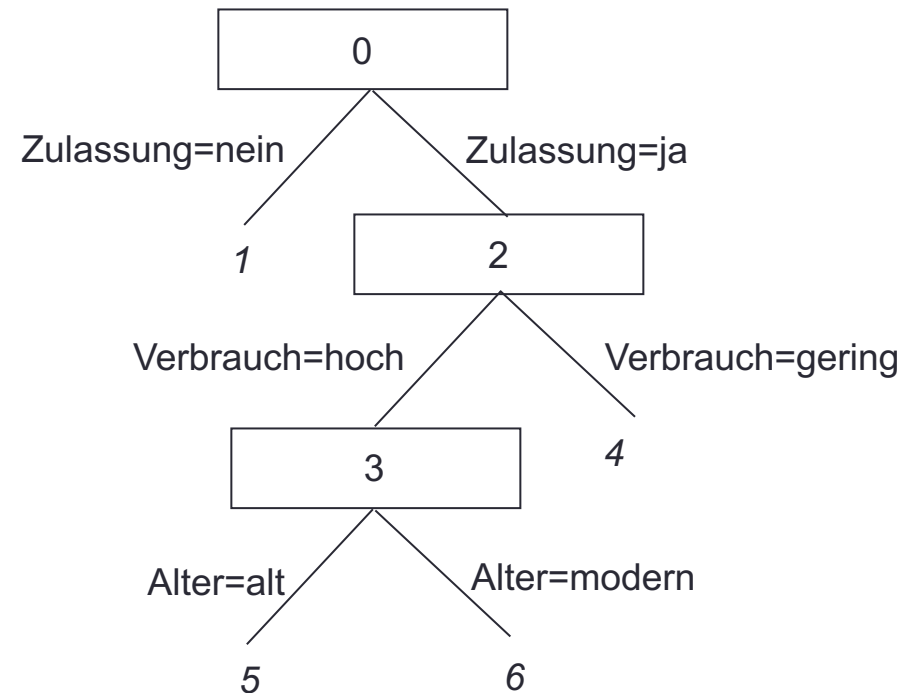 0
Zulassung=nein
Zulassung=ja
1
2
Verbrauch=hoch
Verbrauch=gering
3
4
Alter=alt
Alter=modern
5
6